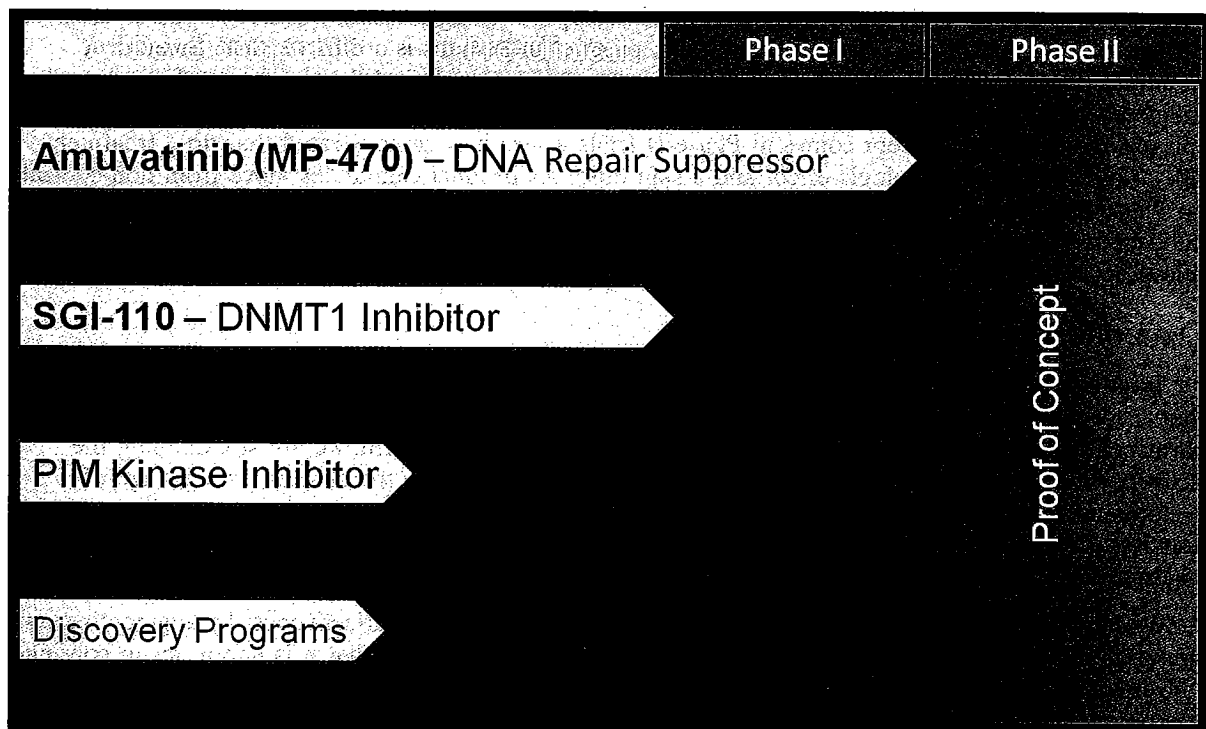 Phase I
Phase II
Amuvatinib (MP-470) – DNA Repair Suppressor
SGI-110 – DNMT1 Inhibitor
PIM Kinase Inhibitor
Discovery Programs
Proof of Concept